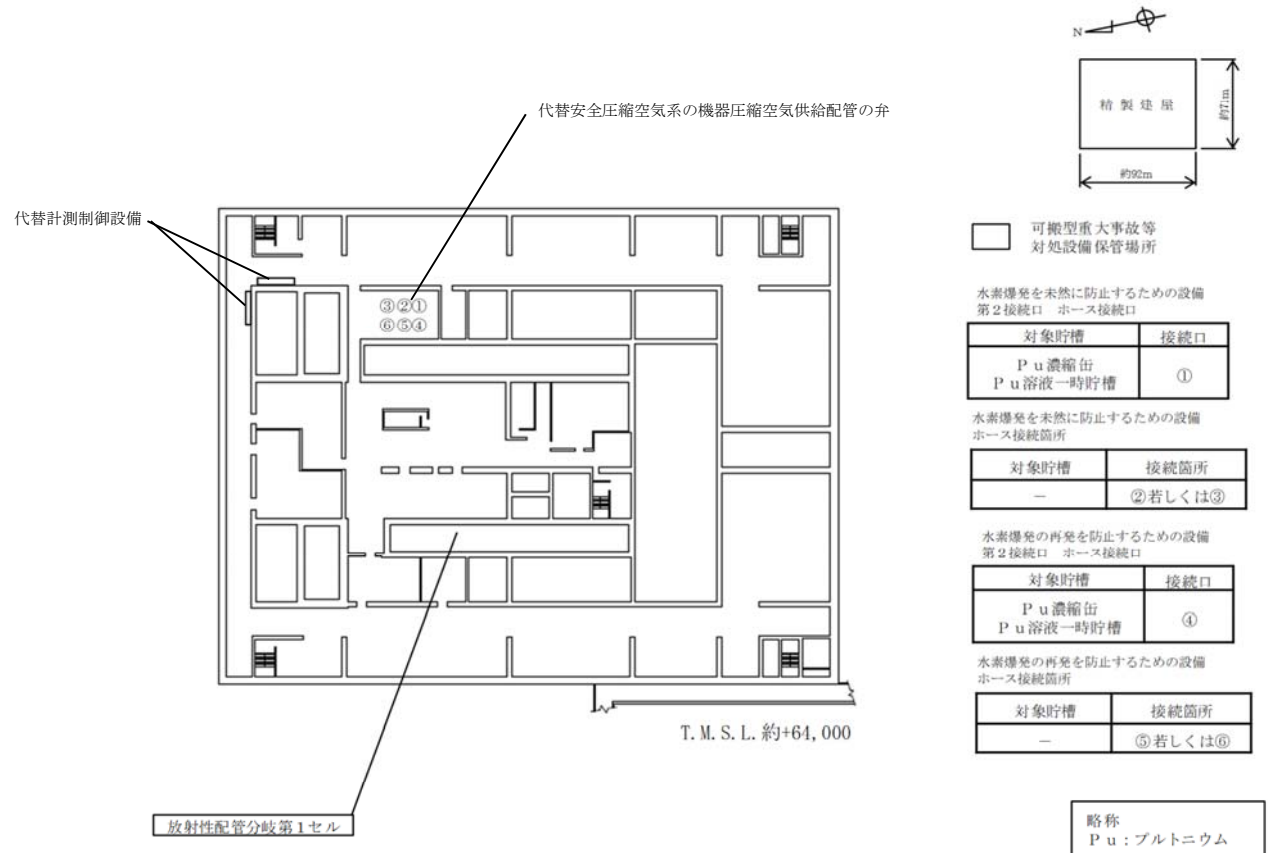 N
精製建屋
約71m
約92m
代替安全圧縮空気系の機器圧縮空気供給配管の弁
代替計測制御設備
③②①
⑥⑤④
T.M.S.L.約+64,000
放射性配管分岐第1セル
可搬型重大事故等
対処設備保管場所
水素爆発を未然に防止するための設備
第2接続口 ホース接続口
対象貯槽 接続口
Pu濃縮缶
Pu溶液一時貯槽
①
水素爆発を未然に防止するための設備
ホース接続箇所
対象貯槽 接続箇所
― ②若しくは③
水素爆発の再発を防止するための設備
第2接続口 ホース接続口
対象貯槽 接続口
Pu濃縮缶
Pu溶液一時貯槽
④
水素爆発の再発を防止するための設備
ホース接続箇所
対象貯槽 接続箇所
― ⑤若しくは⑥
略称
Pu:プルトニウム